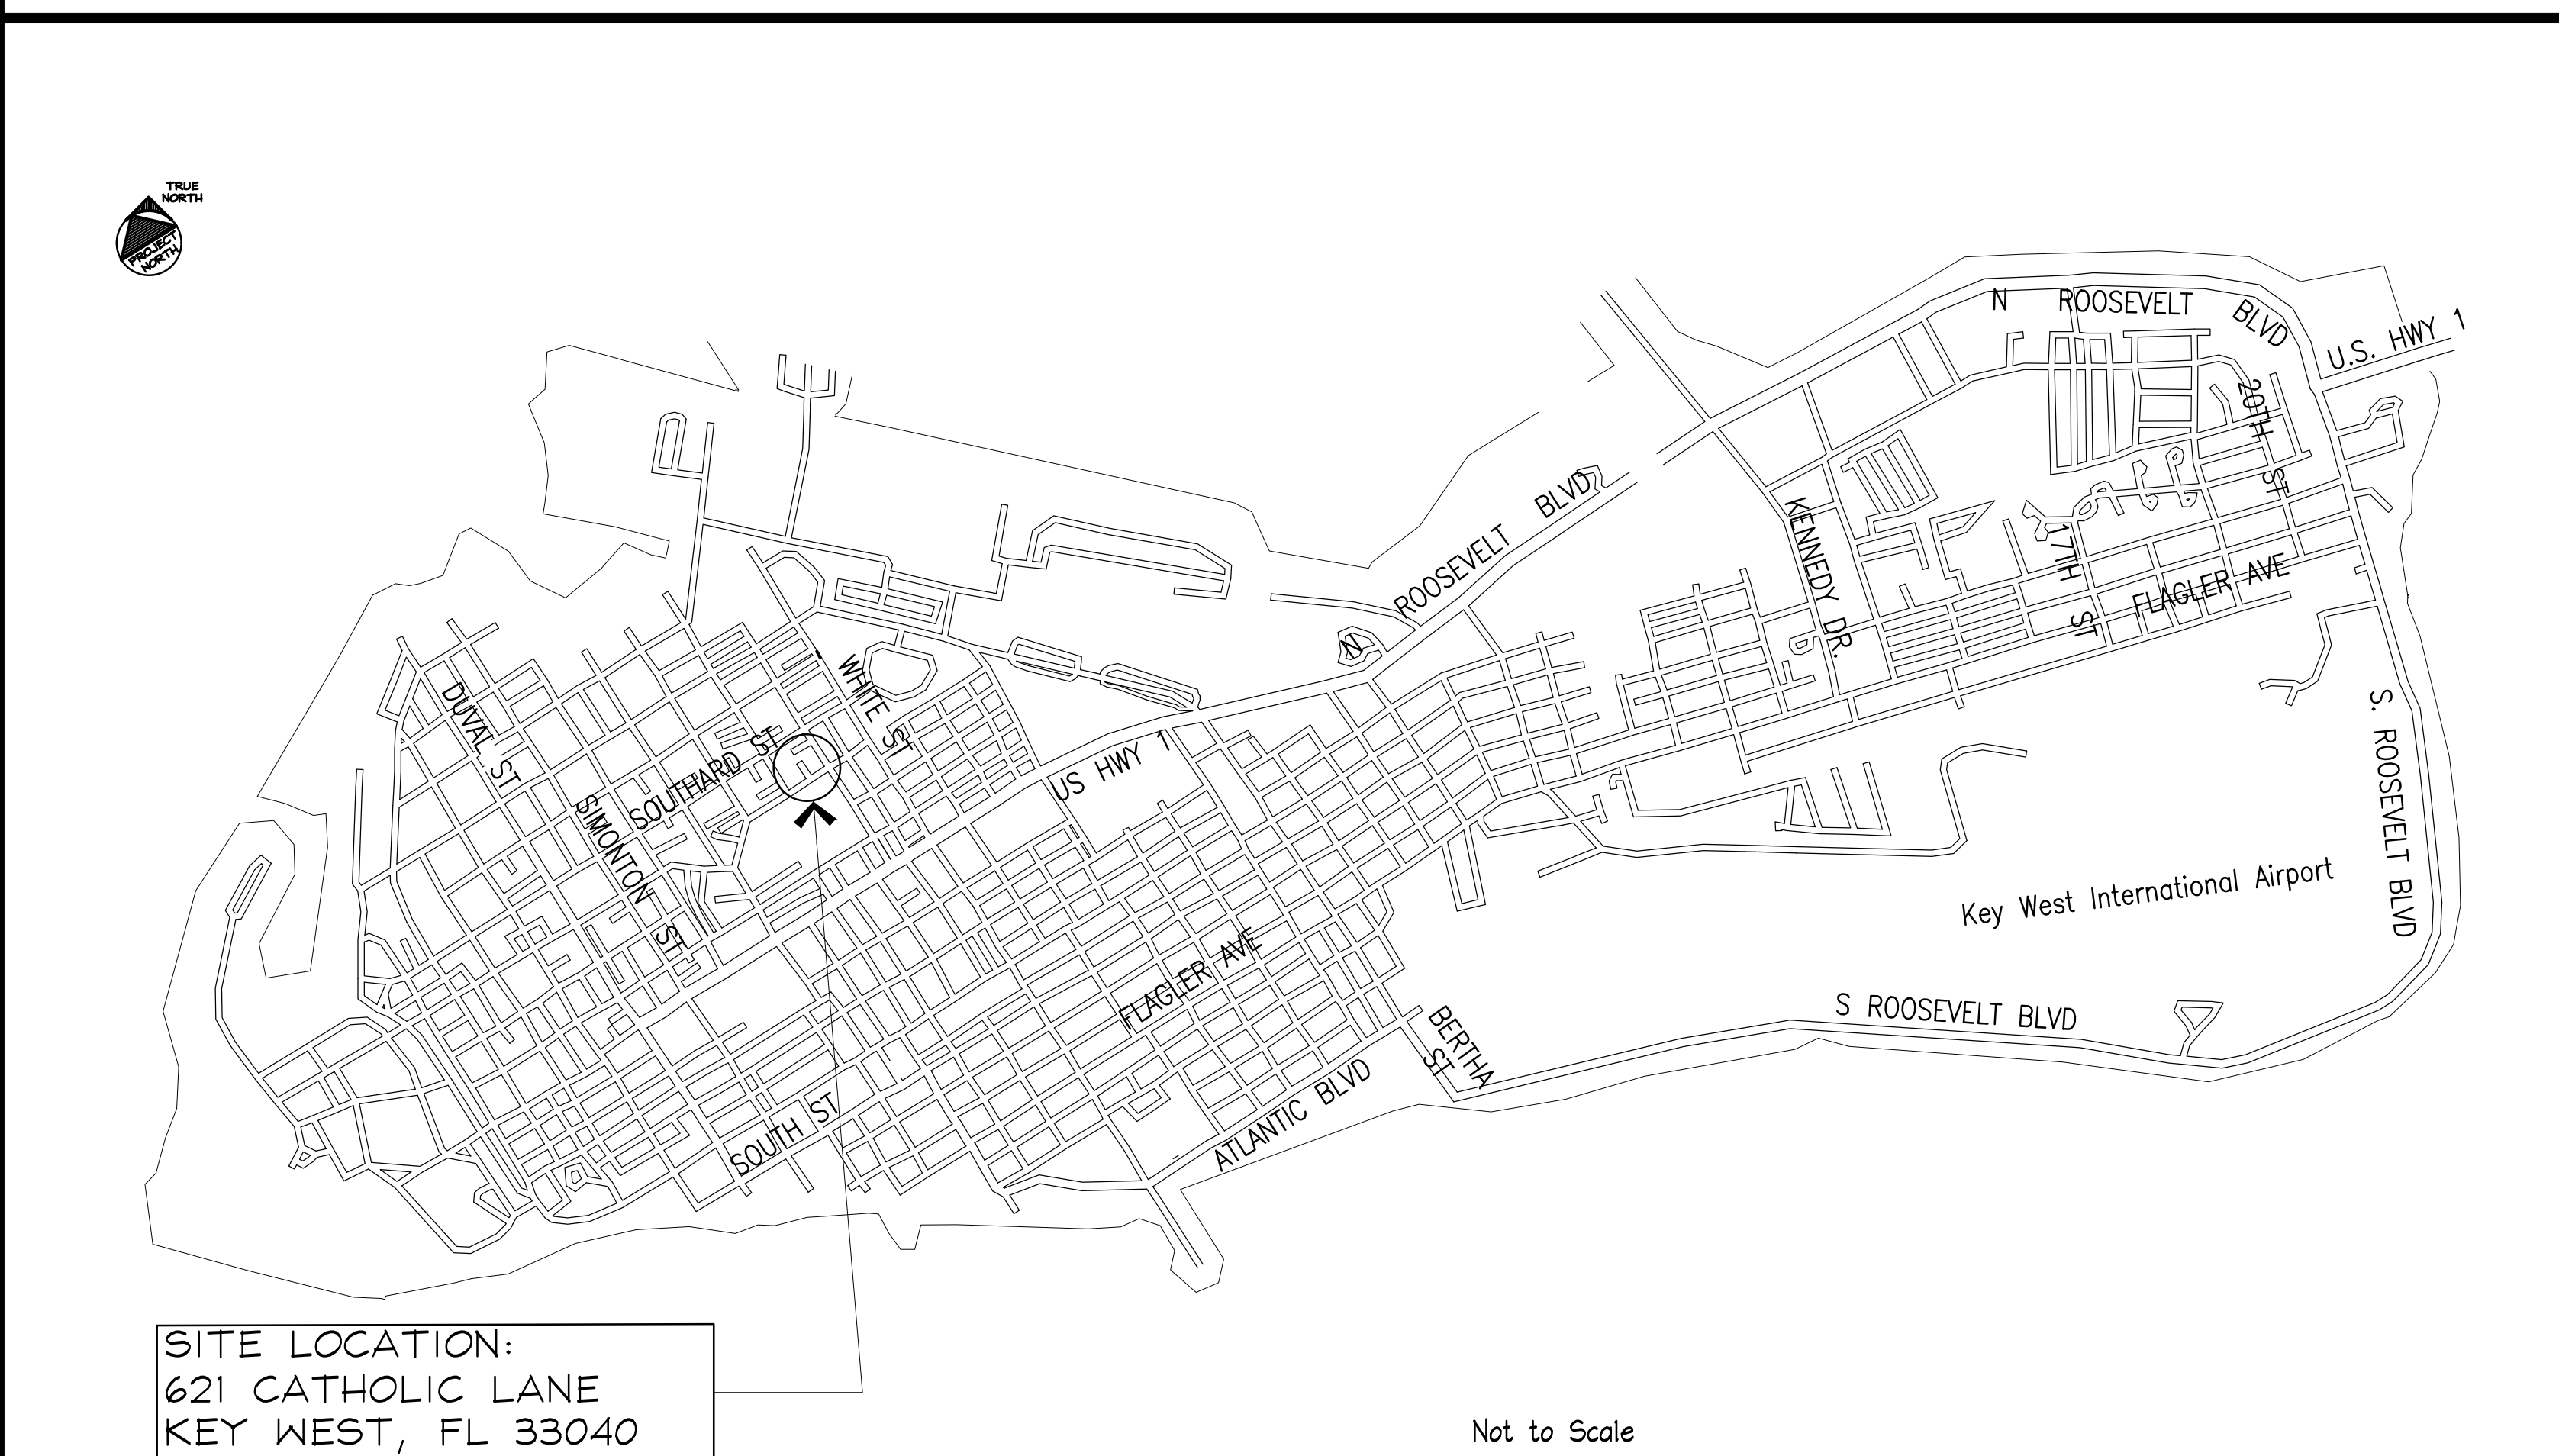 TRUE
NORTH
PROJECT
NORTH
N ROOSEVELT BLVD
U.S. HWY 1
20TH ST
N ROOSEVELT BLVD
KENNEDY DR.
17TH ST
FLAGLER AVE
WHITE ST
DUVAL ST
SOUTHARD ST
SIMONTON ST
US HWY 1
S. ROOSEVELT BLVD
Key West International Airport
FLAGLER AVE
S ROOSEVELT BLVD
BERTHA
ST
ATLANTIC BLVD
SOUTH ST
SITE LOCATION:
621 CATHOLIC LANE
KEY WEST, FL 33040
Not to Scale